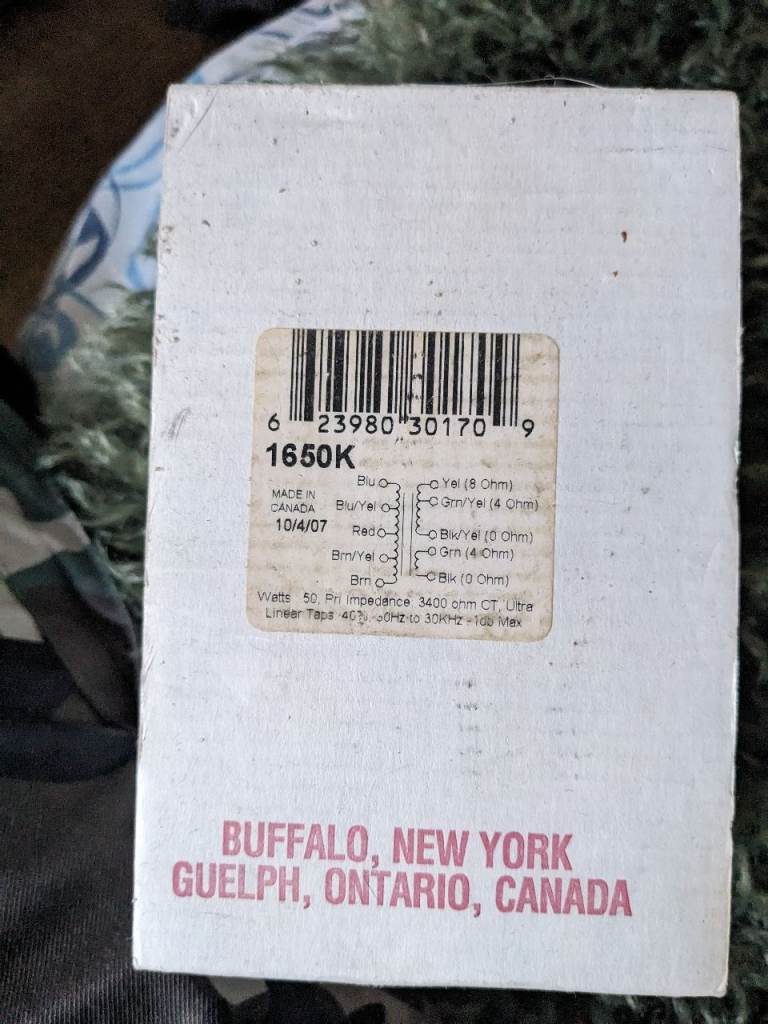 6 23980 30170 9
1650K
Blu
Blu/Yel
Red
Brn/Yel
Brn
MADE IN
CANADA
10/4/07
Yel (8 Ohm)
Grn/Yel (4 Ohm)
Blk/Yel (0 Ohm)
Grn (4 Ohm)
Blk (0 Ohm)
Watts 50, Pri Impedance 3400 ohm CT, Ultra
Linear Taps 40% to 30KHz -1db Max
BUFFALO, NEW YORK
GUELPH, ONTARIO, CANADA